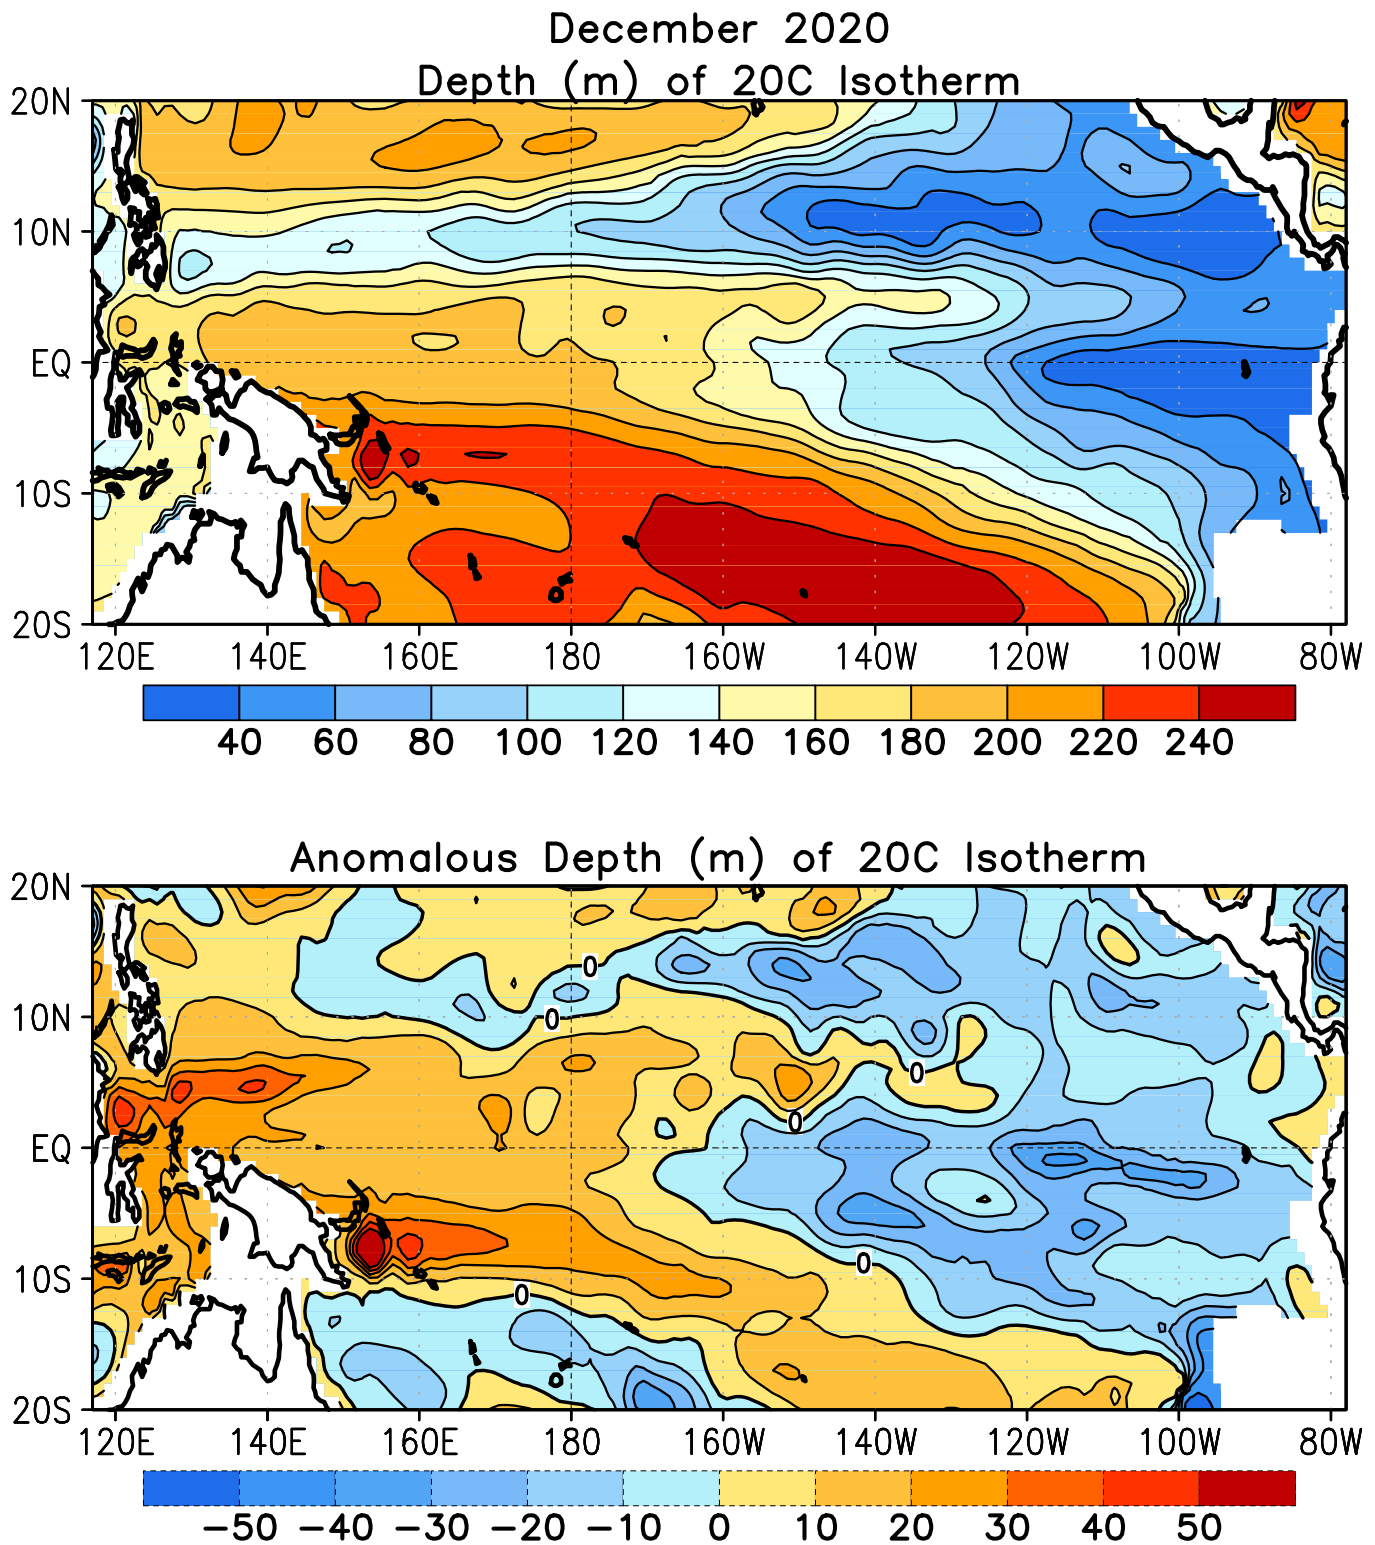 December 2020
Depth (m) of 20C Isotherm
20N
10N
EQ
10S
20S
120E 140E 160E 180 160W 140W 120W 100W 80W
40 60 80 100 120 140 160 180 200 220 240
Anomalous Depth (m) of 20C Isotherm
20N
0
10N
0
0
0
EQ
0
10S
0
20S
120E 140E 160E 180 160W 140W 120W 100W 80W
−50 −40 −30 −20 −10 0 10 20 30 40 50